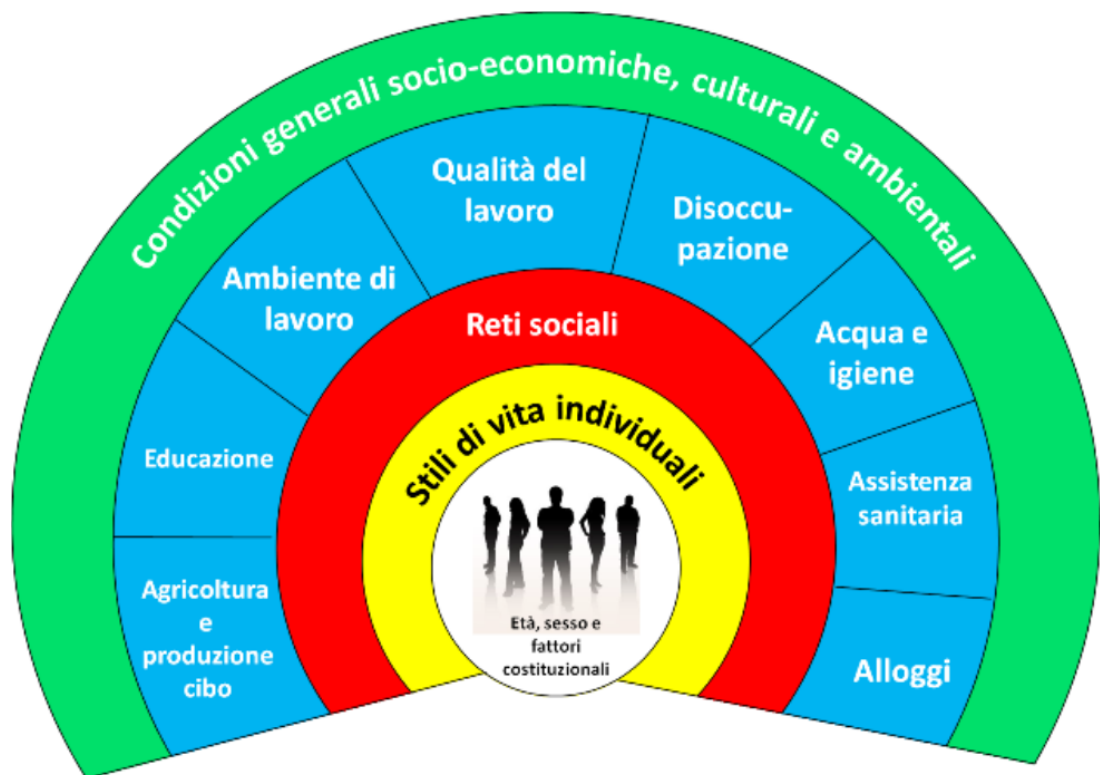 Condizioni generali socio-economiche, culturali e ambientali
Qualità del
lavoro
Disoccu-
pazione
Ambiente di
lavoro
Acqua e
igiene
Reti sociali
Stili di vita individuali
Educazione
Assistenza
sanitaria
Agricoltura
e
produzione
cibo
Età, sesso e
fattori
costituzionali
Alloggi